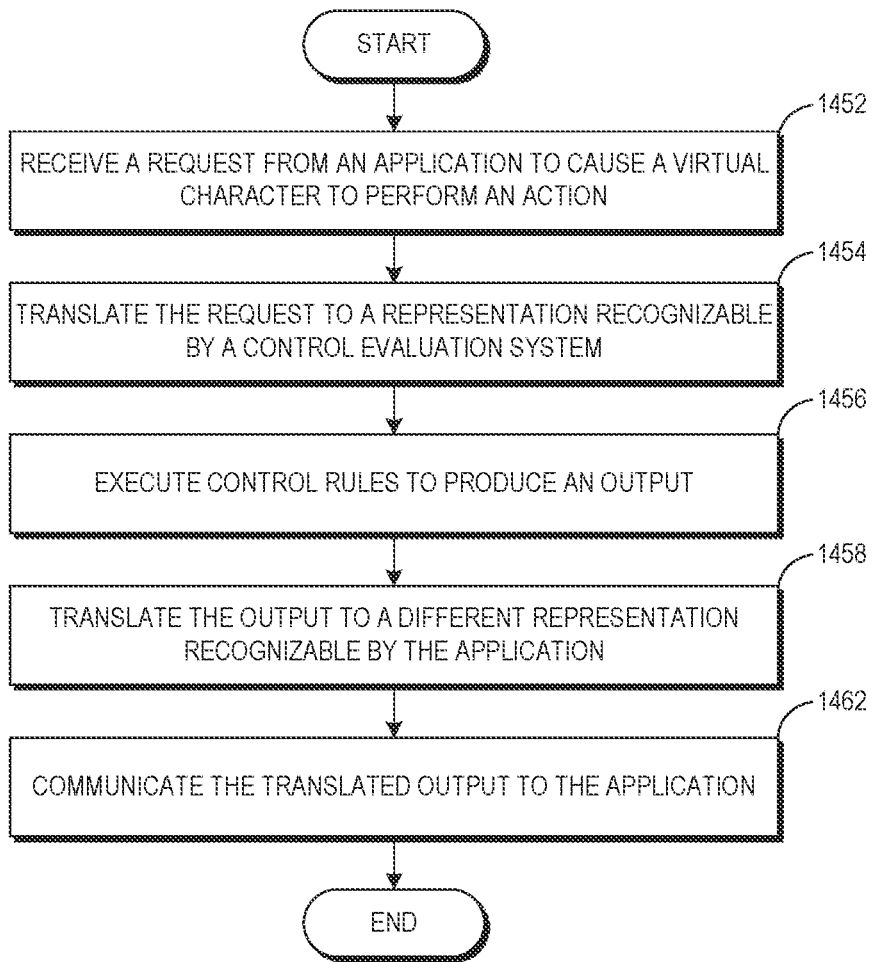 START
1452
RECEIVE A REQUEST FROM AN APPLICATION TO CAUSE A VIRTUAL
CHARACTER TO PERFORM AN ACTION
1454
TRANSLATE THE REQUEST TO A REPRESENTATION RECOGNIZABLE
BY A CONTROL EVALUATION SYSTEM
1456
EXECUTE CONTROL RULES TO PRODUCE AN OUTPUT
1458
TRANSLATE THE OUTPUT TO A DIFFERENT REPRESENTATION
RECOGNIZABLE BY THE APPLICATION
1462
COMMUNICATE THE TRANSLATED OUTPUT TO THE APPLICATION
END